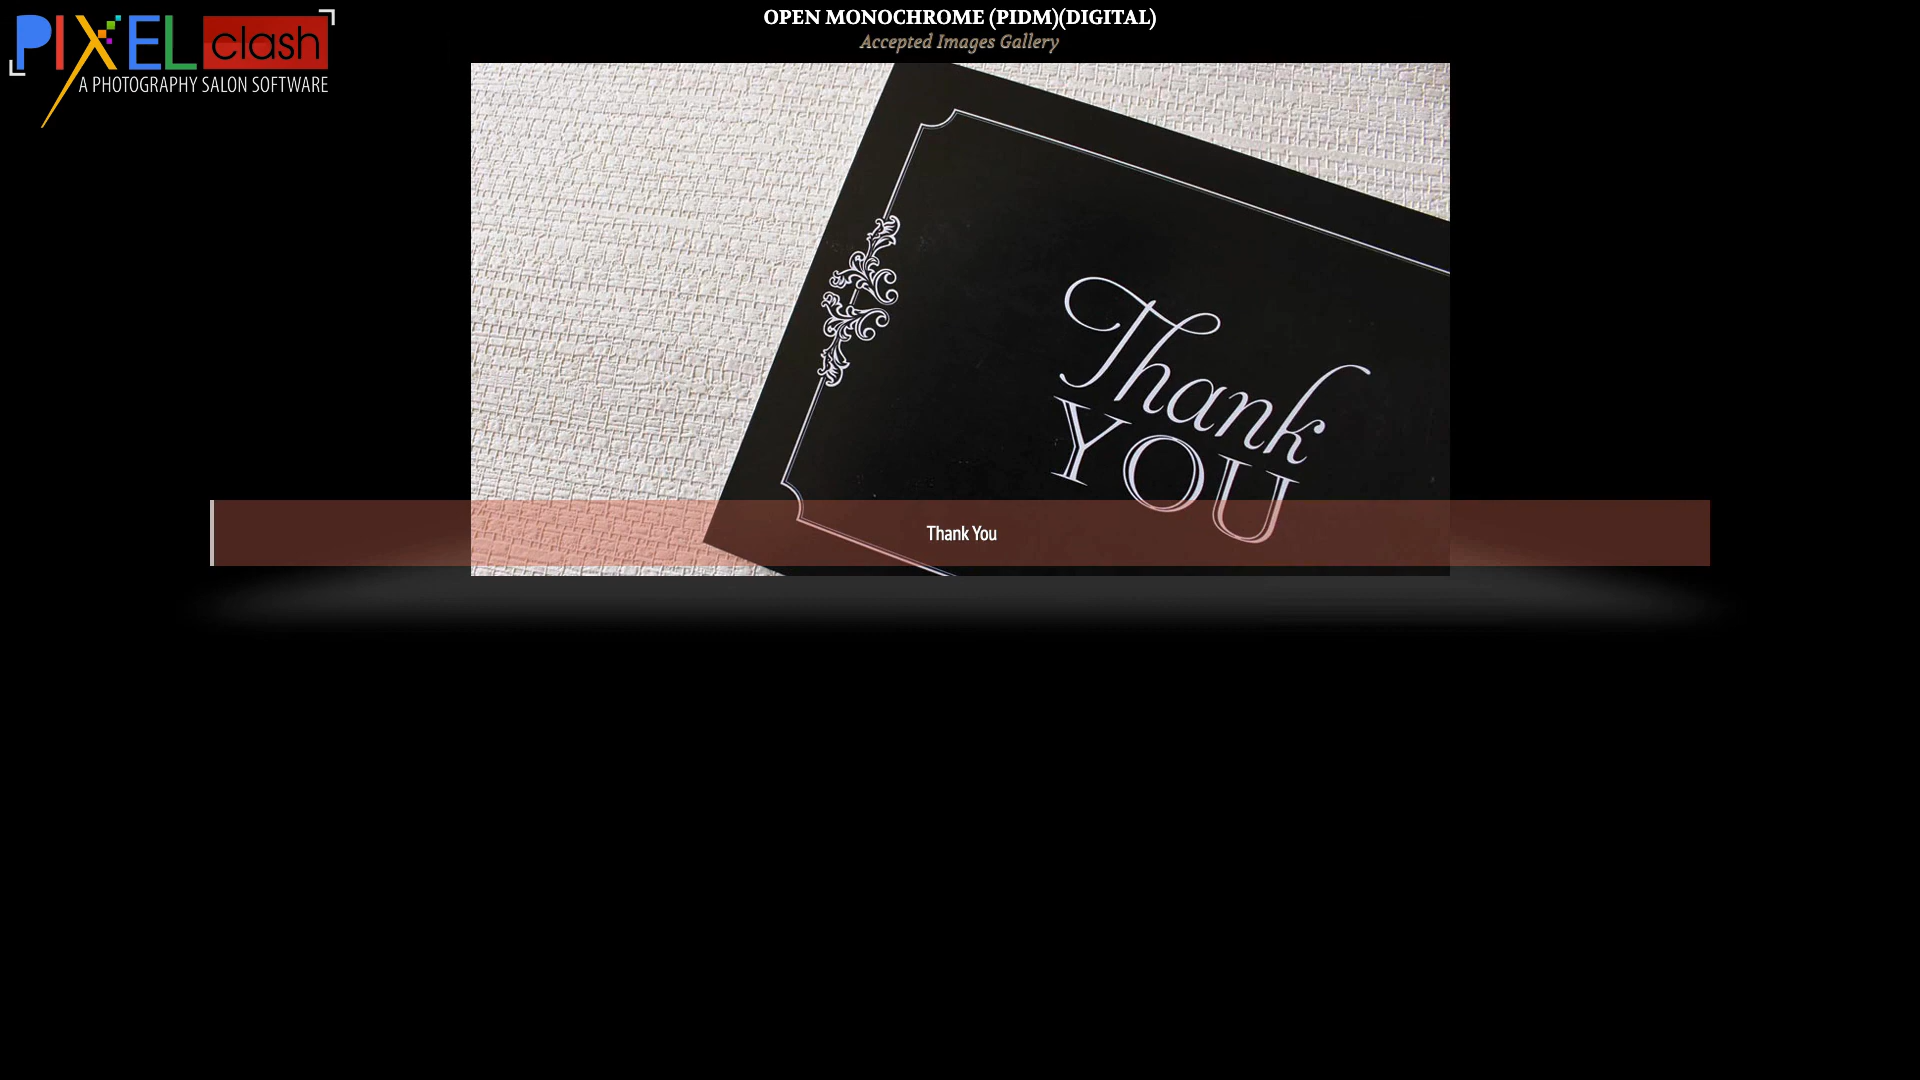 PIXEL clash
A PHOTOGRAPHY SALON SOFTWARE
OPEN MONOCHROME (PIDM)(DIGITAL)
Accepted Images Gallery
Thank
YOU
Thank You